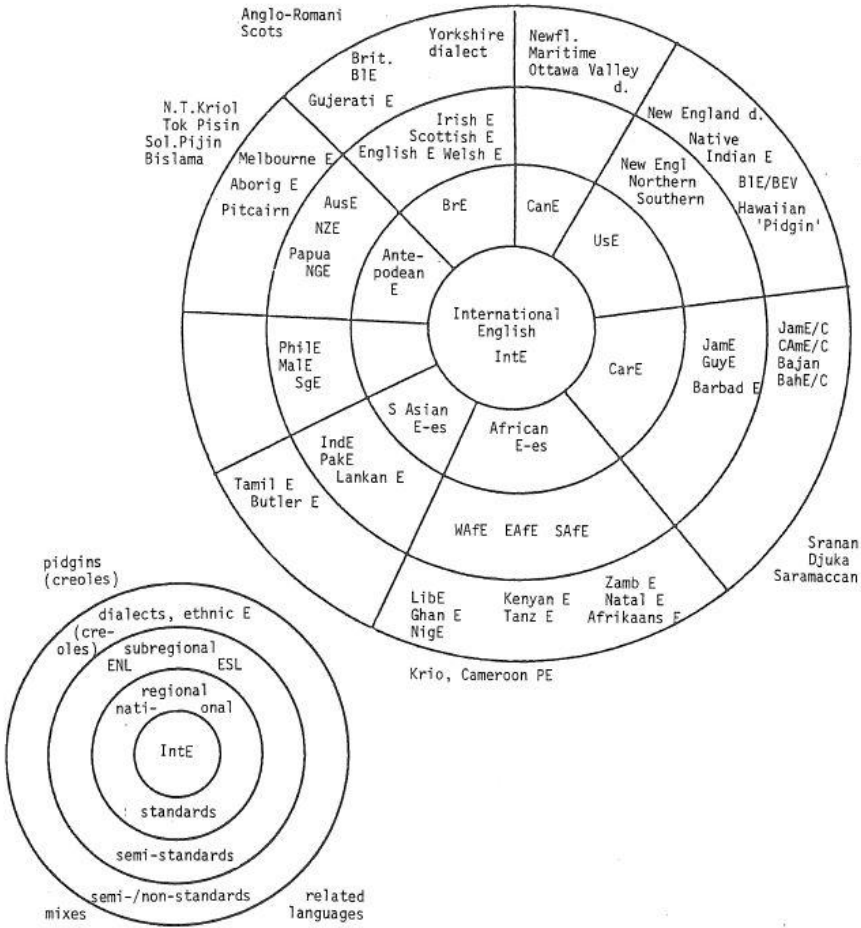 Anglo-Romani
Scots
Yorkshire
dialect
Brit.
BlE
Gujerati E
Newfl.
Maritime
Ottawa Valley
d.
New England d.
Native
Indian E
BlE/BEV
Hawaiian
'Pidgin'
N.T.Kriol
Tok Pisin
Sol.Pijin
Bislama
Melbourne E
Aborig E
Pitcairn
Irish E
Scottish E
English E Welsh E
New Engl
Northern
Southern
AusE
NZE
Papua
NGE
BrE
CanE
UsE
Ante-
podean
E
International
English
IntE
PhilE
MalE
SgE
CarE
JamE
GuyE
Barbad E
JamE/C
CAmE/C
Bajan
BahE/C
S Asian
E-es
African
E-es
IndE
PakE
Lankan E
Tamil E
Butler E
WAfE EAfE SAfE
LibE
Ghan E
NigE
Kenyan E
Tanz E
Zamb E
Natal E
Afrikaans E
Sranan
Djuka
Saramaccan
Krio, Cameroon PE
pidgins
(creoles)
dialects, ethnic E
(cre-
oles)
subregional
ENL ESL
regional
nati- onal
IntE
standards
semi-standards
semi-/non-standards
mixes
related
languages